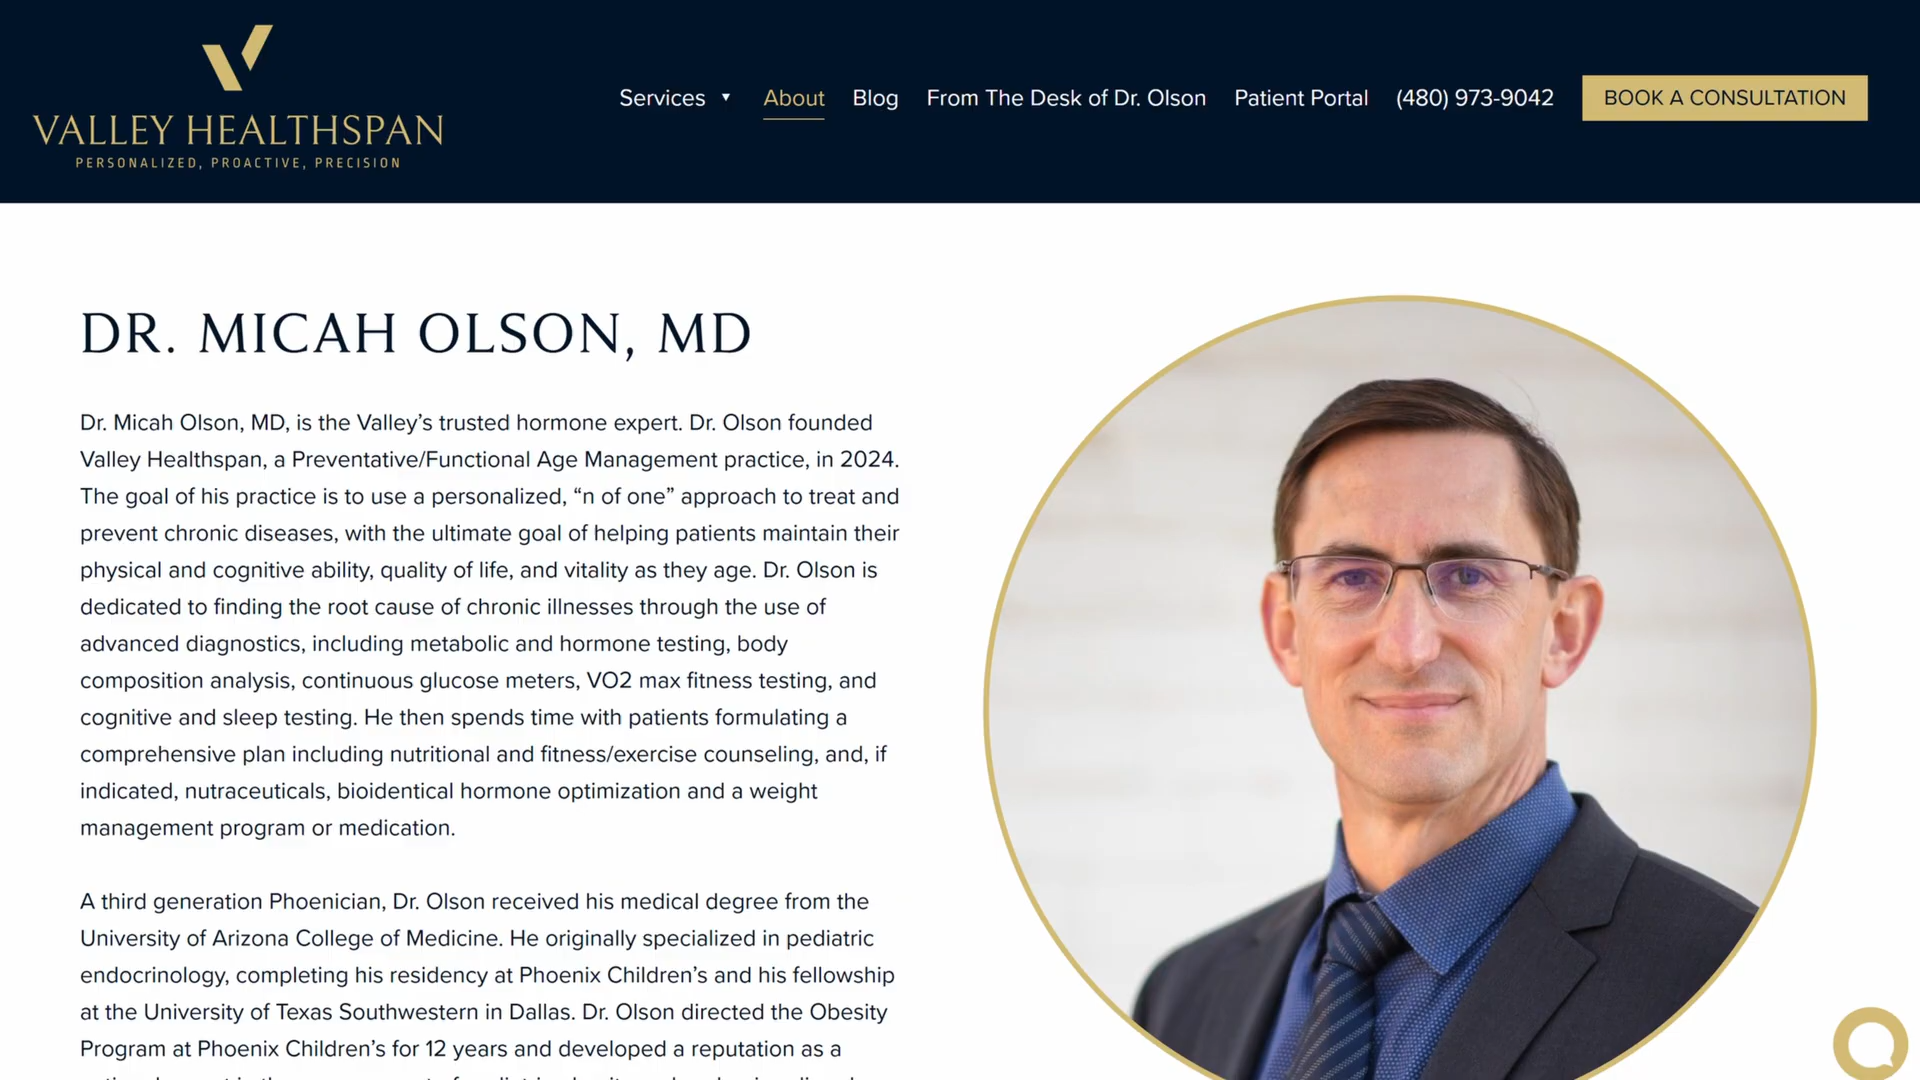 VALLEY HEALTHSPAN
PERSONALIZED, PROACTIVE, PRECISION
Services ▼ About Blog From The Desk of Dr. Olson Patient Portal (480) 973-9042 BOOK A CONSULTATION
DR. MICAH OLSON, MD
Dr. Micah Olson, MD, is the Valley’s trusted hormone expert. Dr. Olson founded
Valley Healthspan, a Preventative/Functional Age Management practice, in 2024.
The goal of his practice is to use a personalized, “n of one” approach to treat and
prevent chronic diseases, with the ultimate goal of helping patients maintain their
physical and cognitive ability, quality of life, and vitality as they age. Dr. Olson is
dedicated to finding the root cause of chronic illnesses through the use of
advanced diagnostics, including metabolic and hormone testing, body
composition analysis, continuous glucose meters, VO2 max fitness testing, and
cognitive and sleep testing. He then spends time with patients formulating a
comprehensive plan including nutritional and fitness/exercise counseling, and, if
indicated, nutraceuticals, bioidentical hormone optimization and a weight
management program or medication.
A third generation Phoenician, Dr. Olson received his medical degree from the
University of Arizona College of Medicine. He originally specialized in pediatric
endocrinology, completing his residency at Phoenix Children’s and his fellowship
at the University of Texas Southwestern in Dallas. Dr. Olson directed the Obesity
Program at Phoenix Children’s for 12 years and developed a reputation as a